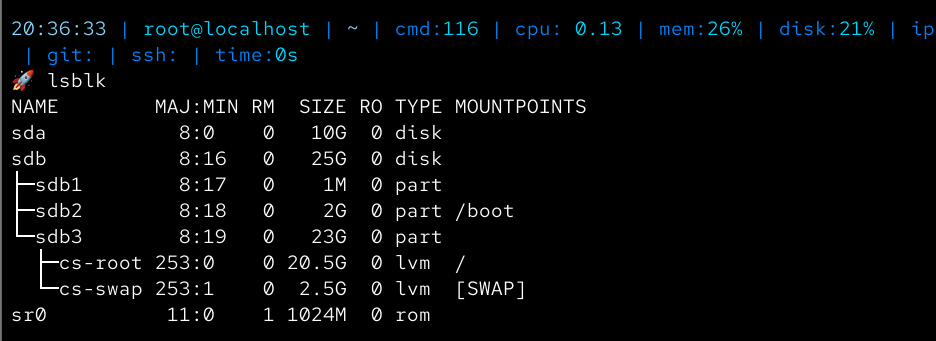 20:36:33 | root@localhost | ~ | cmd:116 | cpu: 0.13 | mem:26% | disk:21% | ip
| git: | ssh: | time:0s
🚀 lsblk
NAME        MAJ:MIN RM  SIZE RO TYPE MOUNTPOINTS
sda           8:0    0   10G  0 disk
sdb           8:16   0   25G  0 disk
├─sdb1        8:17   0    1M  0 part
├─sdb2        8:18   0    2G  0 part /boot
└─sdb3        8:19   0   23G  0 part
  ├─cs-root 253:0    0 20.5G  0 lvm  /
  └─cs-swap 253:1    0  2.5G  0 lvm  [SWAP]
sr0          11:0    1 1024M  0 rom